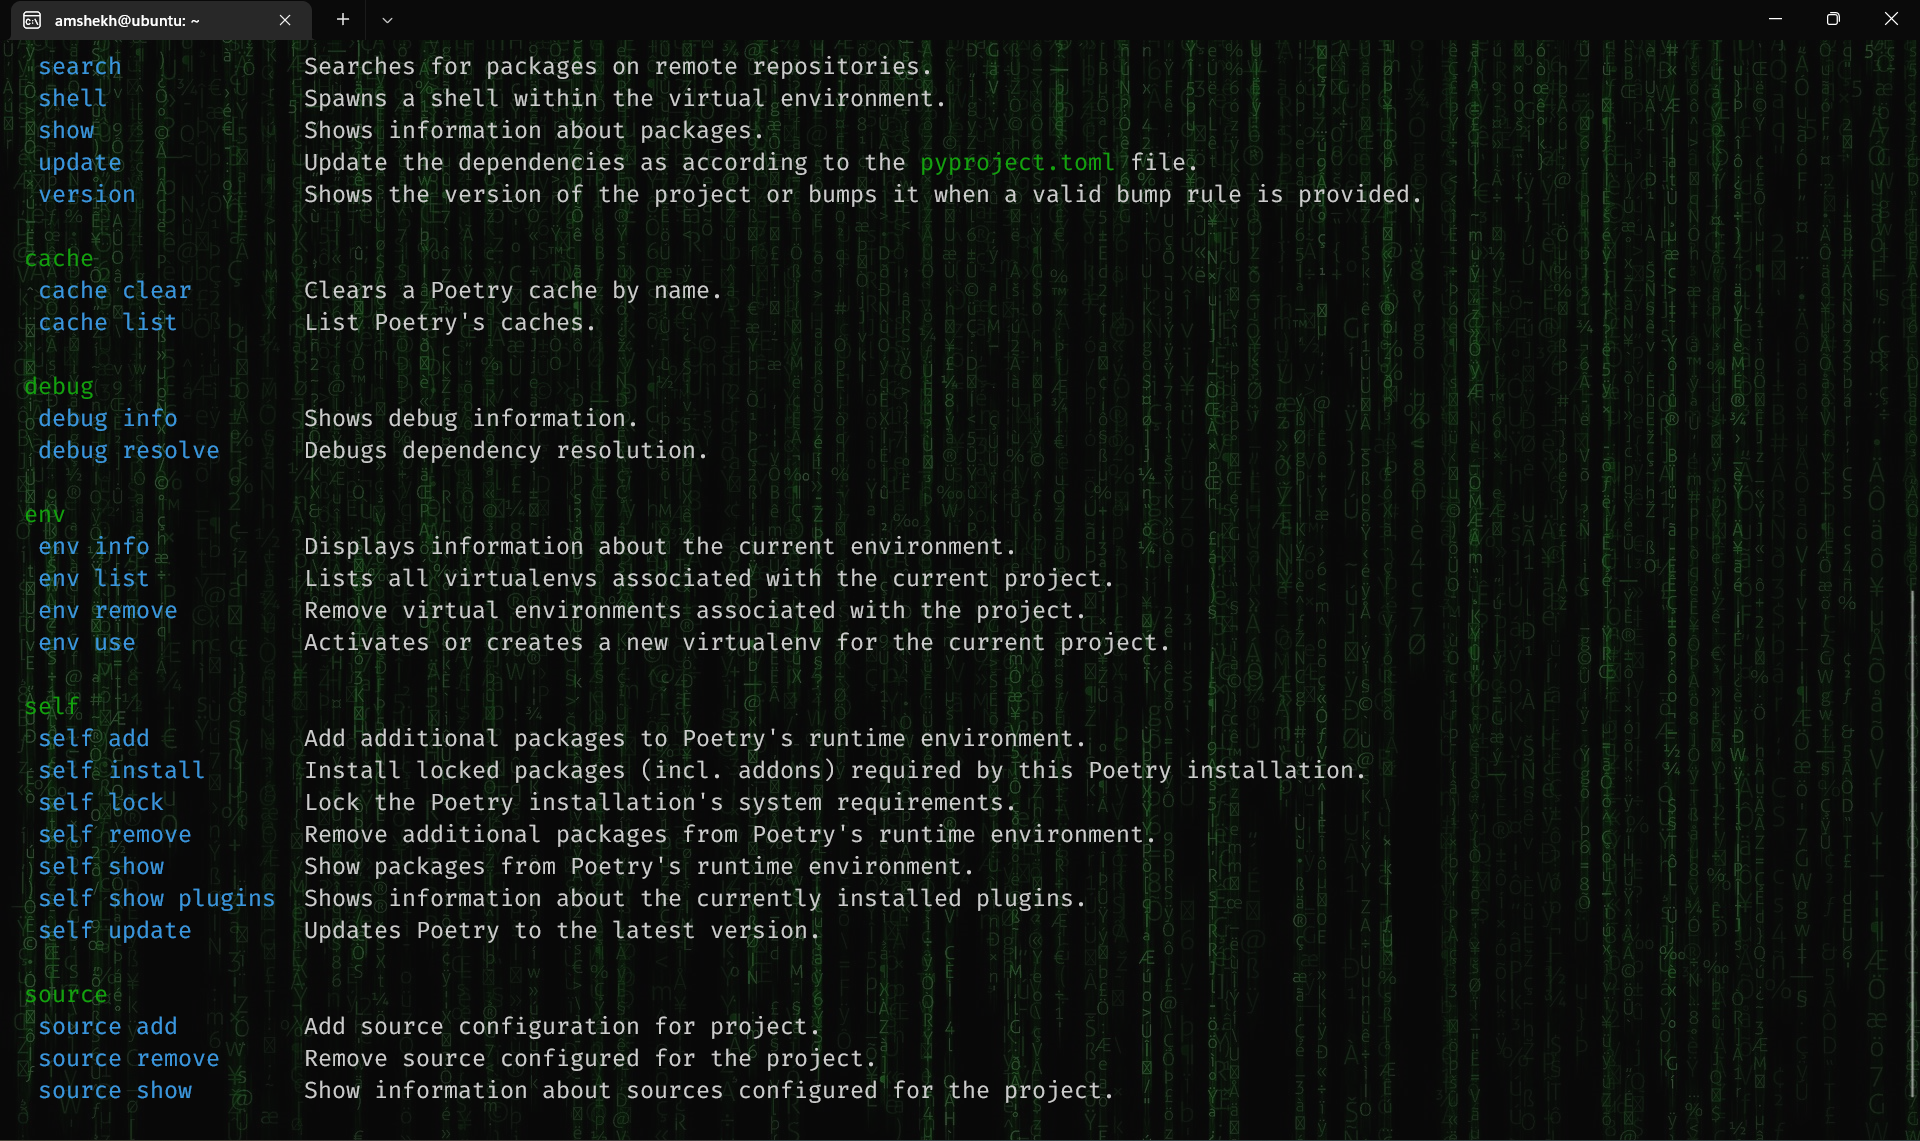 amshekh@ubuntu: ~
search Searches for packages on remote repositories.
shell Spawns a shell within the virtual environment.
show Shows information about packages.
update Update the dependencies as according to the pyproject.toml file.
version Shows the version of the project or bumps it when a valid bump rule is provided.
cache
cache clear Clears a Poetry cache by name.
cache list List Poetry's caches.
debug
debug info Shows debug information.
debug resolve Debugs dependency resolution.
env
env info Displays information about the current environment.
env list Lists all virtualenvs associated with the current project.
env remove Remove virtual environments associated with the project.
env use Activates or creates a new virtualenv for the current project.
self
self add Add additional packages to Poetry's runtime environment.
self install Install locked packages (incl. addons) required by this Poetry installation.
self lock Lock the Poetry installation's system requirements.
self remove Remove additional packages from Poetry's runtime environment.
self show Show packages from Poetry's runtime environment.
self show plugins Shows information about the currently installed plugins.
self update Updates Poetry to the latest version.
source
source add Add source configuration for project.
source remove Remove source configured for the project.
source show Show information about sources configured for the project.